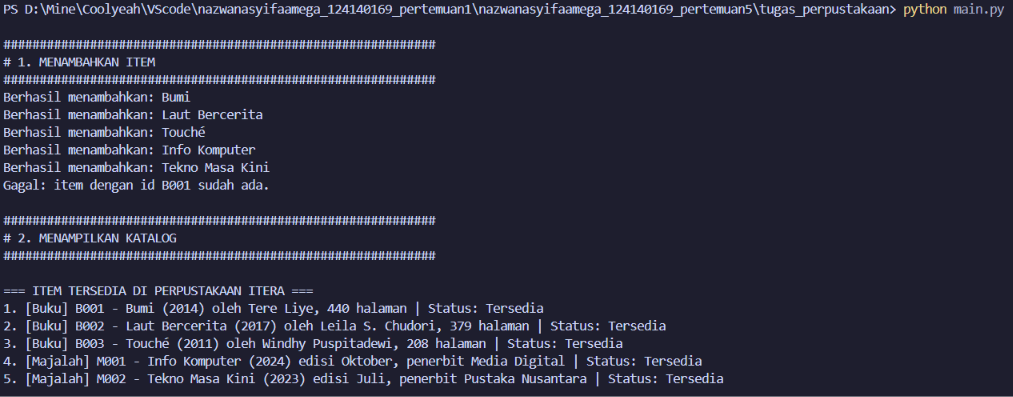 PS D:\Mine\Coolyeah\VScode\nazwanasyifaamega_124140169_pertemuan1\nazwanasyifaamega_124140169_pertemuan5\tugas_perpustakaan> python main.py
############################################################
# 1. MENAMBAHKAN ITEM
############################################################
Berhasil menambahkan: Bumi
Berhasil menambahkan: Laut Bercerita
Berhasil menambahkan: Touché
Berhasil menambahkan: Info Komputer
Berhasil menambahkan: Tekno Masa Kini
Gagal: item dengan id B001 sudah ada.
############################################################
# 2. MENAMPILKAN KATALOG
############################################################
=== ITEM TERSEDIA DI PERPUSTAKAAN ITERA ===
1. [Buku] B001 - Bumi (2014) oleh Tere Liye, 440 halaman | Status: Tersedia
2. [Buku] B002 - Laut Bercerita (2017) oleh Leila S. Chudori, 379 halaman | Status: Tersedia
3. [Buku] B003 - Touché (2011) oleh Windhy Puspitadewi, 208 halaman | Status: Tersedia
4. [Majalah] M001 - Info Komputer (2024) edisi Oktober, penerbit Media Digital | Status: Tersedia
5. [Majalah] M002 - Tekno Masa Kini (2023) edisi Juli, penerbit Pustaka Nusantara | Status: Tersedia